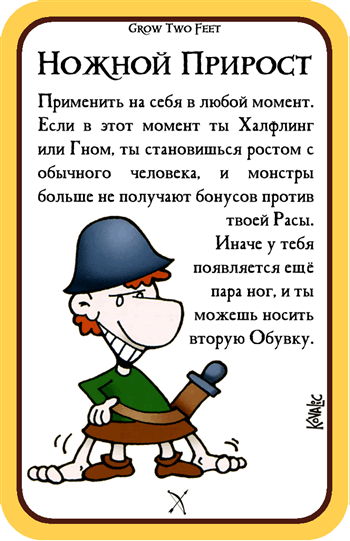 Grow Two Feet
Ножной Прирост
Применить на себя в любой момент.
Если в этот момент ты Халфлинг
или Гном, ты становишься ростом с
обычного человека, и монстры
больше не получают бонусов против
твоей Расы.
Иначе у тебя
появляется ещё
пара ног, и ты
можешь носить
вторую Обувку.
Kovalic